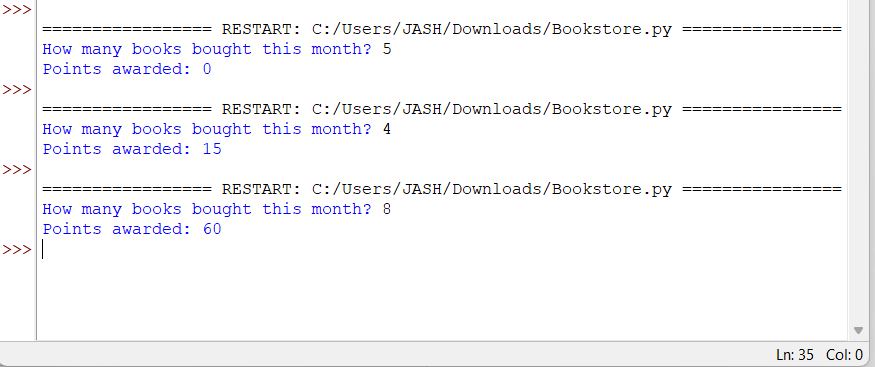 >>>
================= RESTART: C:/Users/JASH/Downloads/Bookstore.py ================
How many books bought this month? 5
Points awarded: 0
>>>
================= RESTART: C:/Users/JASH/Downloads/Bookstore.py ================
How many books bought this month? 4
Points awarded: 15
>>>
================= RESTART: C:/Users/JASH/Downloads/Bookstore.py ================
How many books bought this month? 8
Points awarded: 60
>>>
Ln: 35 Col: 0